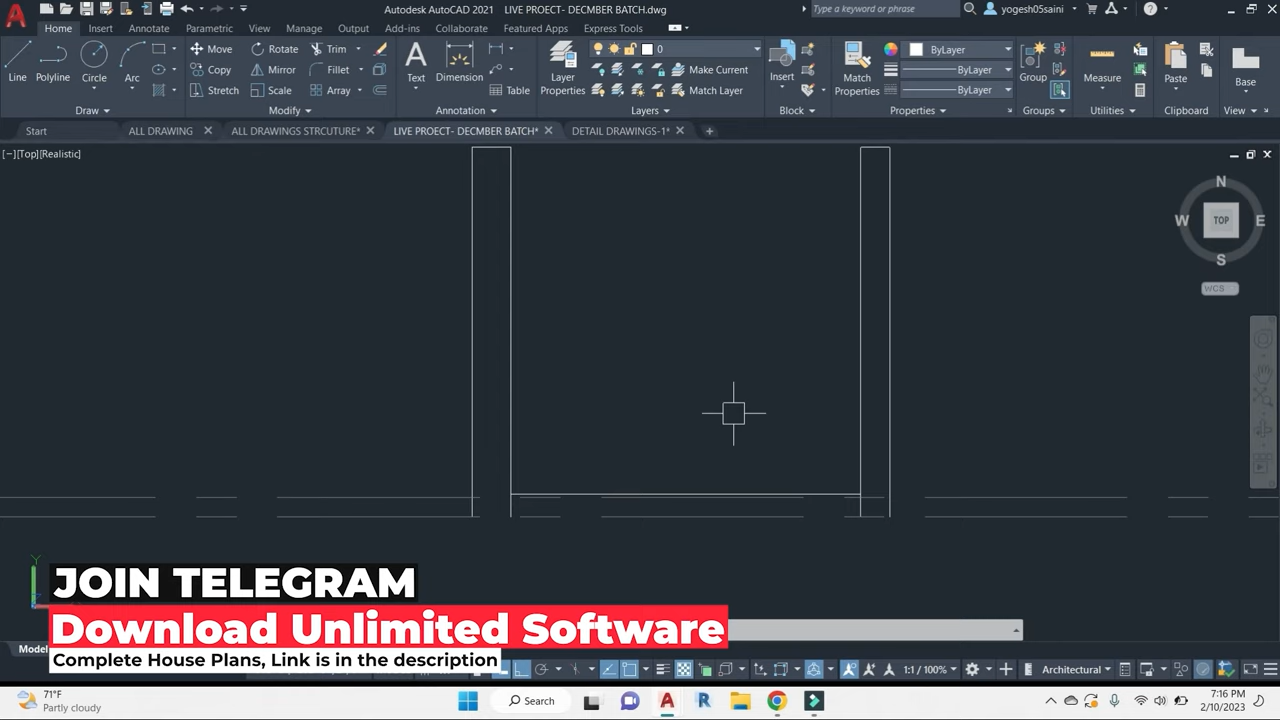 Autodesk AutoCAD 2021 LIVE PROECT- DECMBER BATCH.dwg
Type a keyword or phrase
yogesh05saini
Home Insert Annotate Parametric View Manage Output Add-ins Collaborate Express Tools Featured Apps
Line Polyline Circle Arc
Move Rotate Trim
Copy Mirror Fillet
Stretch Scale Array
Text Dimension Table
Layer Properties
0
Make Current
Match Layer
Insert
Match Properties
ByLayer
ByLayer
ByLayer
Group
Measure
Paste
Base
Draw Modify Annotation Layers Block Properties Groups Utilities Clipboard View
Start ALL DRAWING ALL DRAWINGS STRCUTURE* LIVE PROECT- DECMBER BATCH* DETAIL DRAWINGS-1*
[−][Top][Realistic]
N
W TOP E
S
WCS
Y
JOIN TELEGRAM
Download Unlimited Software
Complete House Plans, Link is in the description
Model
1:1 / 100% Architectural
71°F
Partly cloudy
Search
7:16 PM
2/10/2023